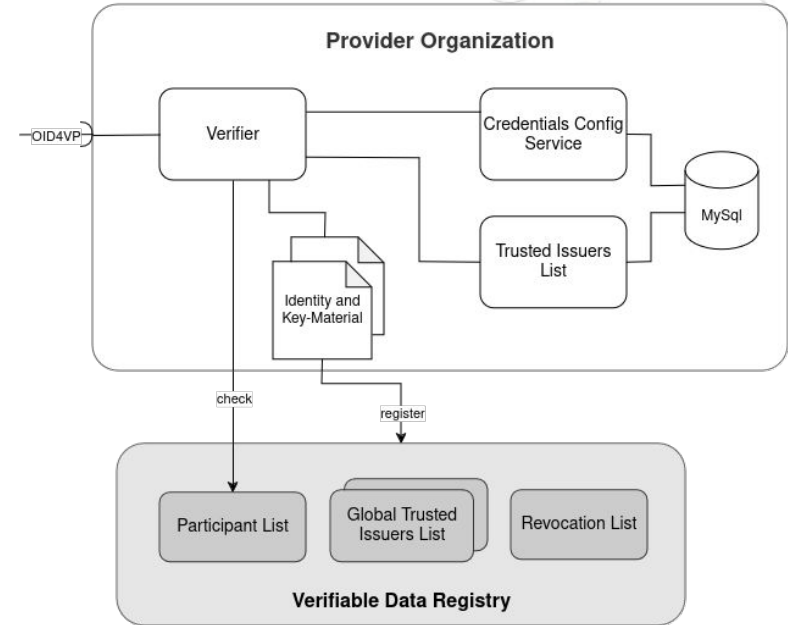 Provider Organization
OID4VP
Verifier
Credentials Config
Service
MySql
Trusted Issuers
List
Identity and
Key-Material
check
register
Participant List
Global Trusted
Issuers List
Revocation List
Verifiable Data Registry